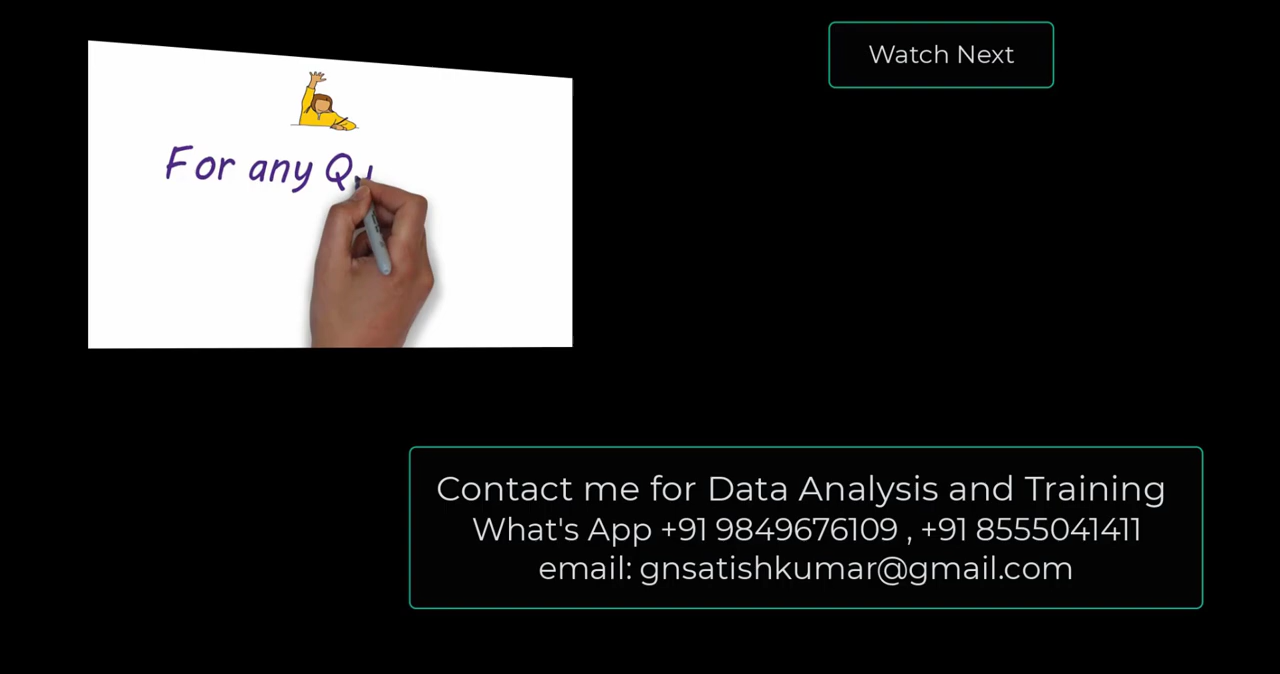 Watch Next
For any
Contact me for Data Analysis and Training
What's App +91 9849676109 , +91 8555041411
email: gnsatishkumar@gmail.com